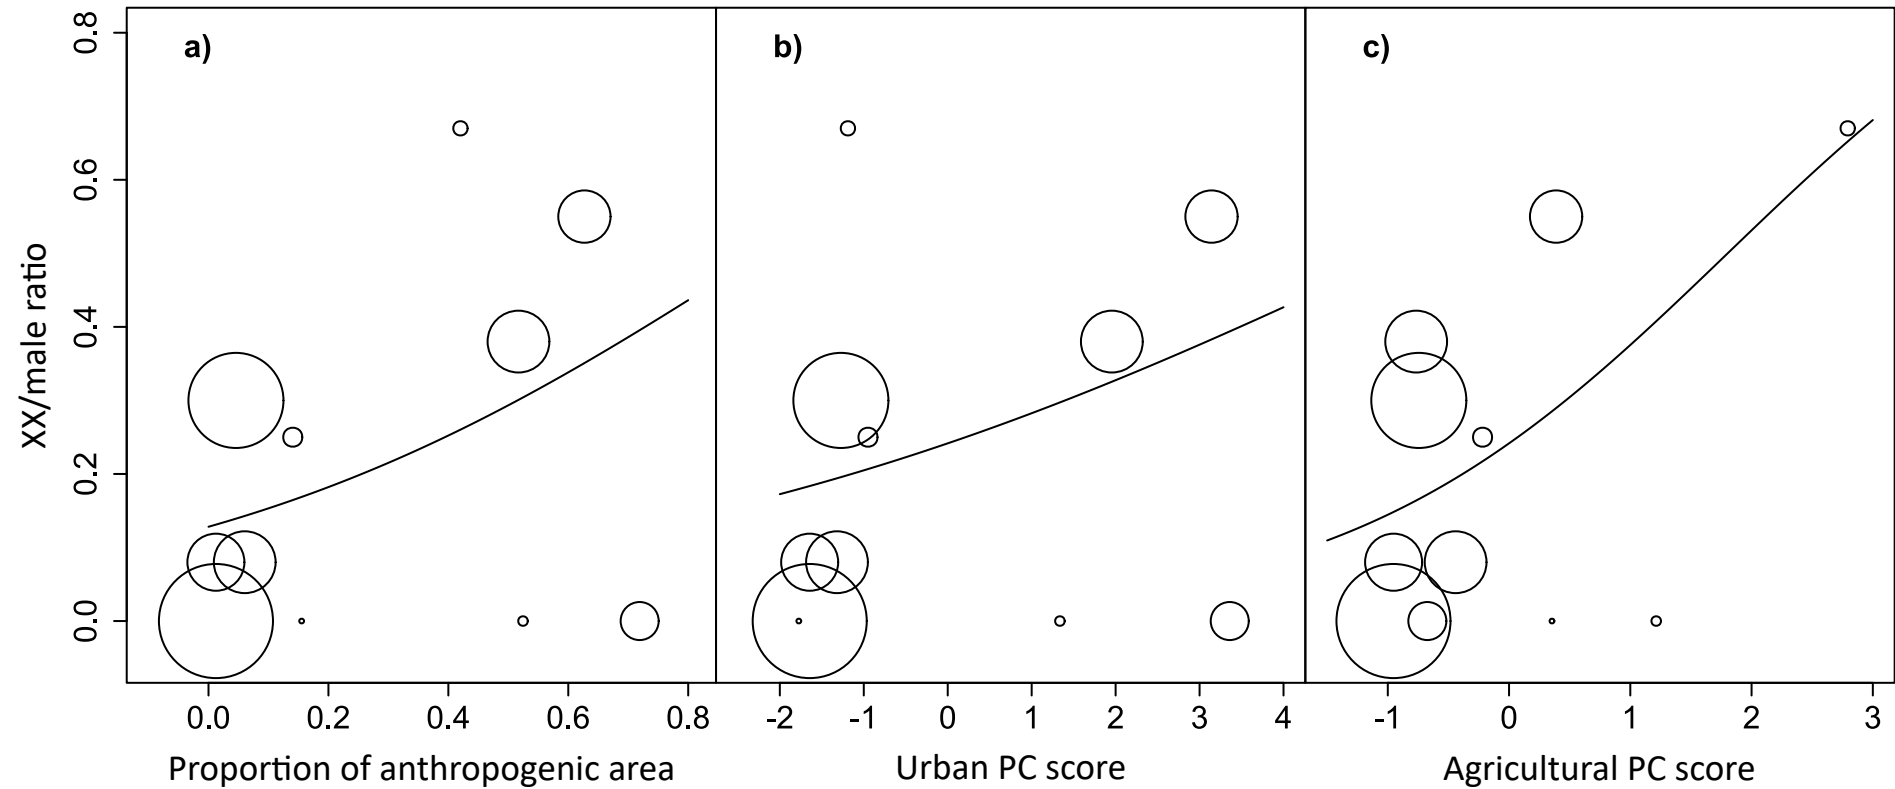 a)
b)
c)
XX/male ratio
0.8
0.6
0.4
0.2
0.0
0.0 0.2 0.4 0.6 0.8
-2 -1 0 1 2 3 4
-1 0 1 2 3
Proportion of anthropogenic area
Urban PC score
Agricultural PC score